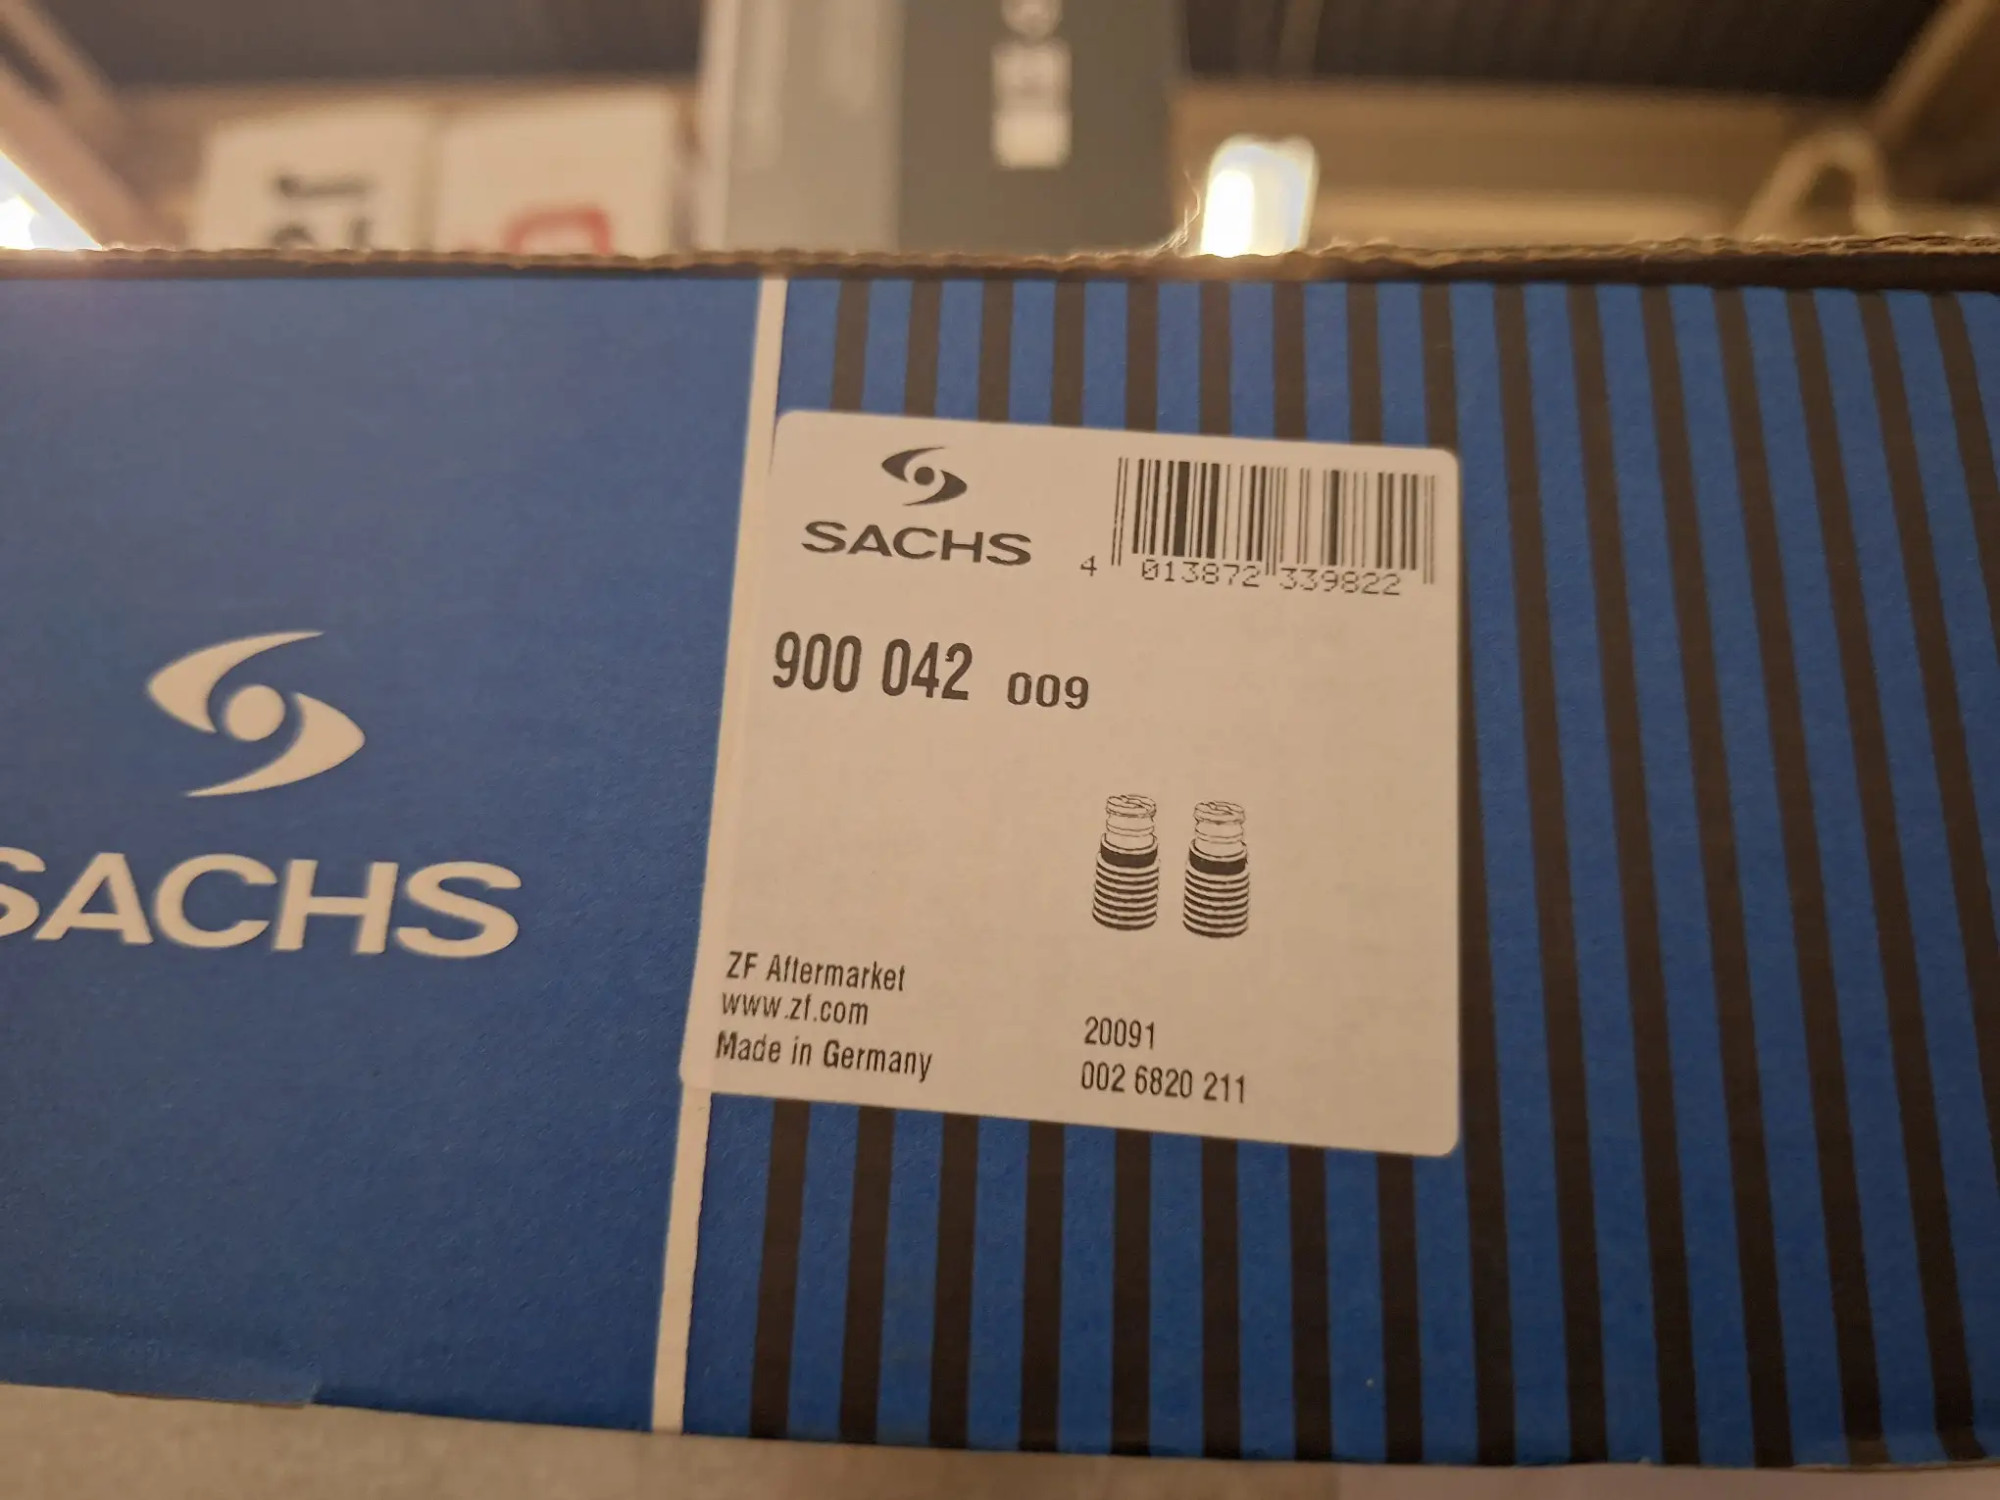 SACHS
SACHS
4 013872 339822
900 042 009
ZF Aftermarket
www.zf.com
Made in Germany
20091
002 6820 211